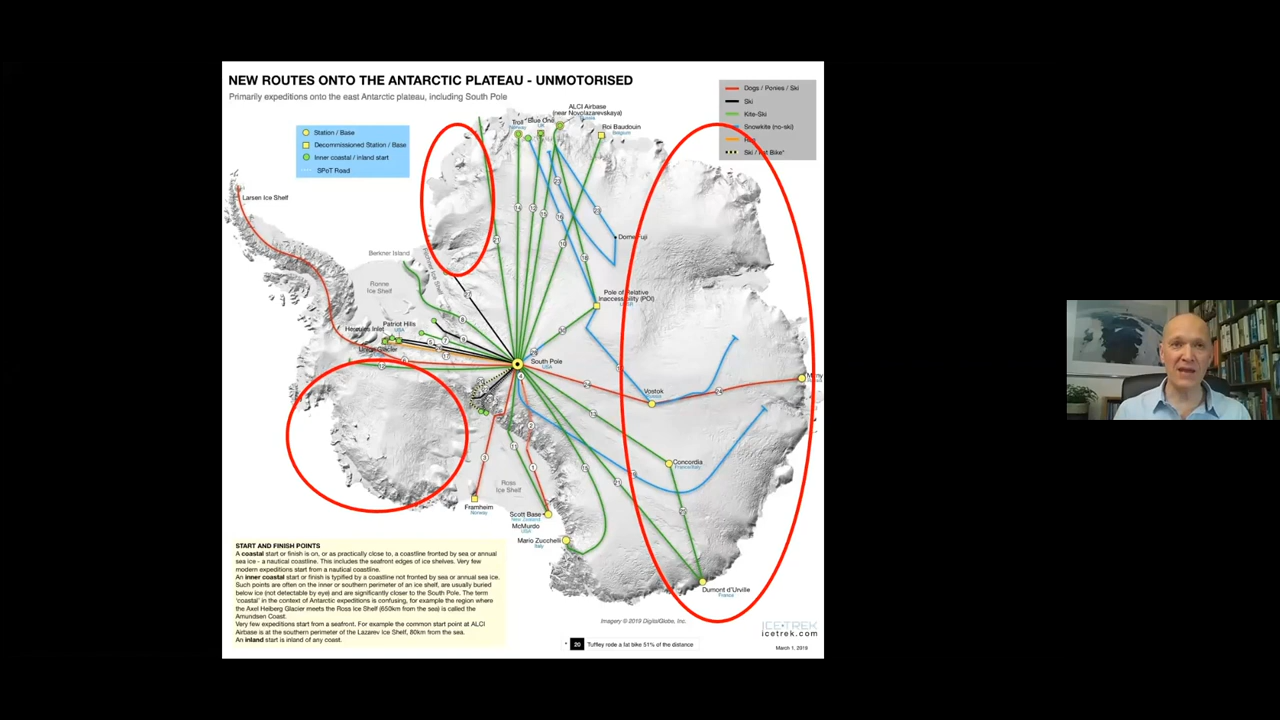 NEW ROUTES ONTO THE ANTARCTIC PLATEAU - UNMOTORISED
Primarily expeditions onto the east Antarctic plateau, including South Pole
Station / Base
Decommissioned Station / Base
Inner coastal / inland start
SPoT Road
Dogs / Ponies / Ski
Ski
Kite-Ski
Snowkite (no-ski)
ALCI Airbase
(near Novolazarevskaya)
Troll
Norway
Blue One
UK
Roi Baudouin
Belgium
Larsen Ice Shelf
Berkner Island
Ronne
Ice Shelf
Patriot Hills
USA
Hercules Inlet
Union Glacier
Pole of Relative
Inaccessibility (POI)
South Pole
USA
Vostok
Russia
Concordia
France/Italy
Ross
Ice Shelf
Framheim
Norway
Scott Base
New Zealand
McMurdo
USA
Mario Zucchelli
Italy
Dumont d'Urville
France
START AND FINISH POINTS
A coastal start or finish is on, or as practically close to, a coastline fronted by sea or annual
sea ice - a nautical coastline. This includes the seafront edges of ice shelves. Very few
modern expeditions start from a nautical coastline.
An inner coastal start or finish is typified by a coastline not fronted by sea or annual sea ice.
Such points are often on the inner or southern perimeter of an ice shelf, are usually buried
below ice (not detectable by eye) and are significantly closer to the South Pole. The term
'coastal' in the context of Antarctic expeditions is confusing, for example the region where
the Axel Heiberg Glacier meets the Ross Ice Shelf (650km from the sea) is called the
Amundsen Coast.
Very few expeditions start from a seafront. For example the common start point at ALCI
Airbase is at the southern perimeter of the Lazarev Ice Shelf, 80km from the sea.
An inland start is inland of any coast.
Imagery © 2019 DigitalGlobe, Inc.
* 20 Tuffley rode a fat bike 51% of the distance
ICETREK
icetrek.com
March 1, 2019